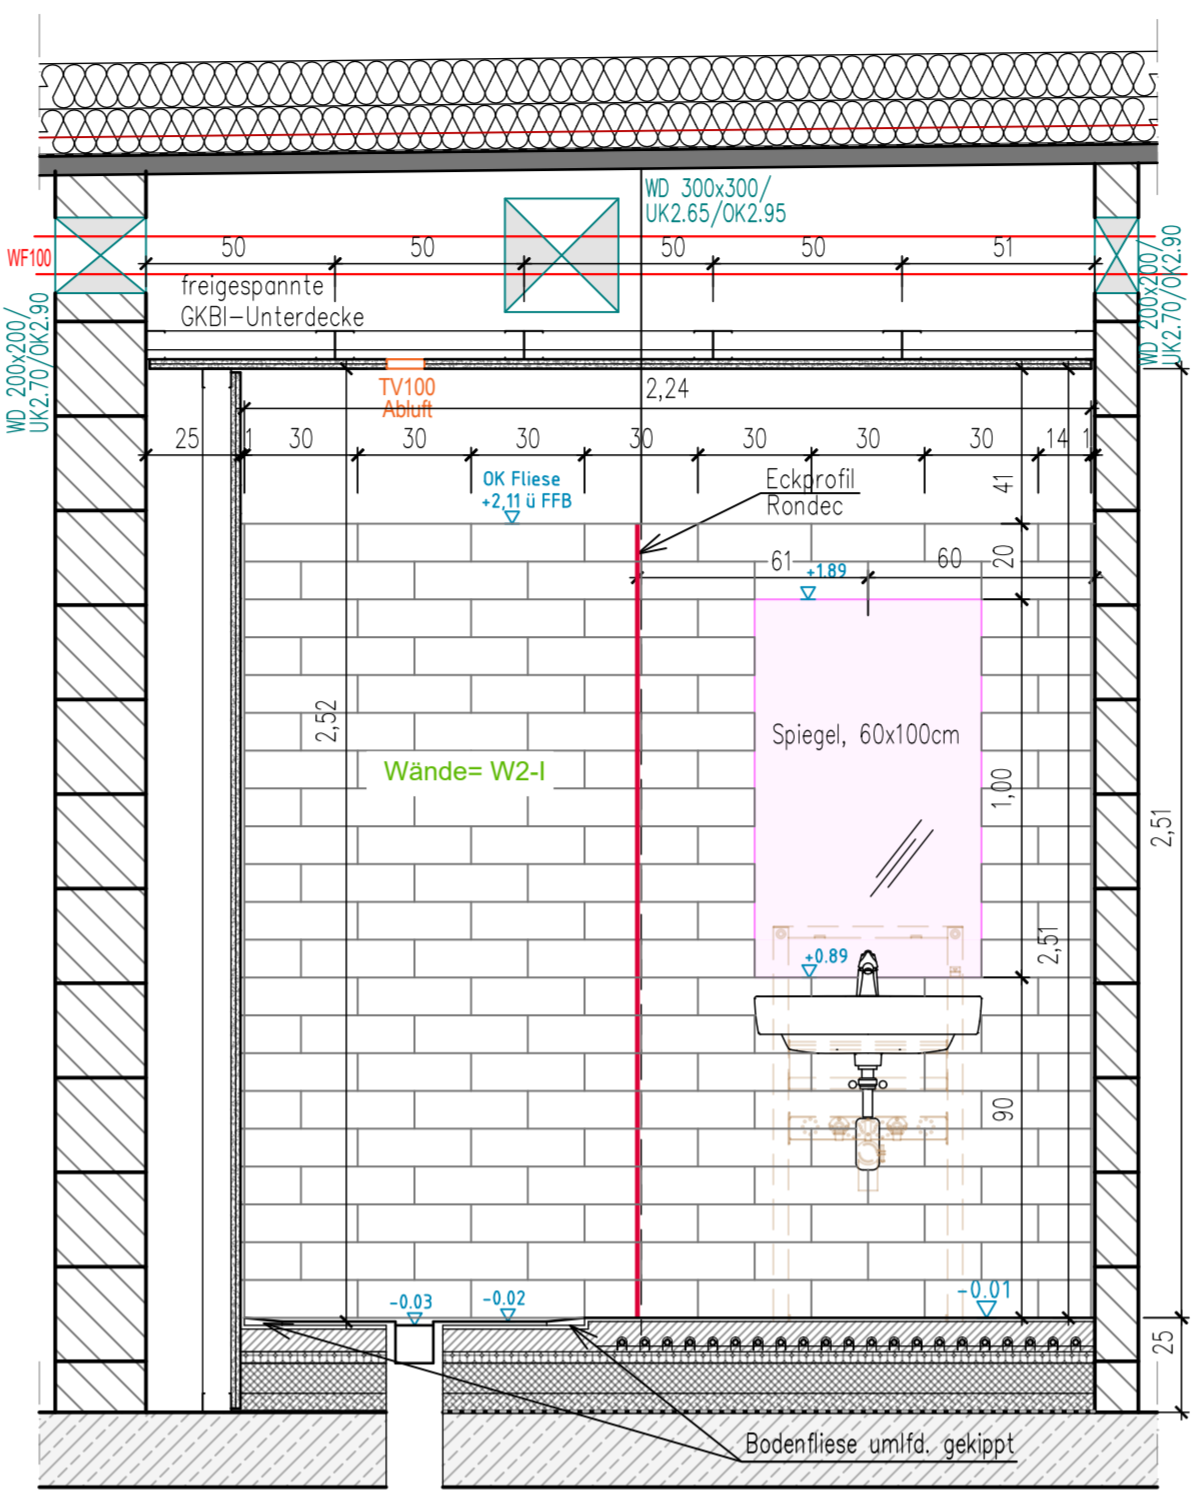 WD 300x300/
UK2.65/OK2.95
WF100
50
50
50
50
51
WD 200x200/
UK2.70/OK2.90
WD 200x200/
UK2.70/OK2.90
freigespannte
GKBI-Unterdecke
TV100
Abluft
2,24
25
1
30
30
30
30
30
30
30
14
1
OK Fliese
+2,11 ü FFB
Eckprofil
Rondec
41
20
61
60
+1.89
2,52
Wände= W2-I
Spiegel, 60x100cm
1,00
2,51
2,51
+0.89
90
-0.03
-0.02
-0.01
25
Bodenfliese umlfd. gekippt